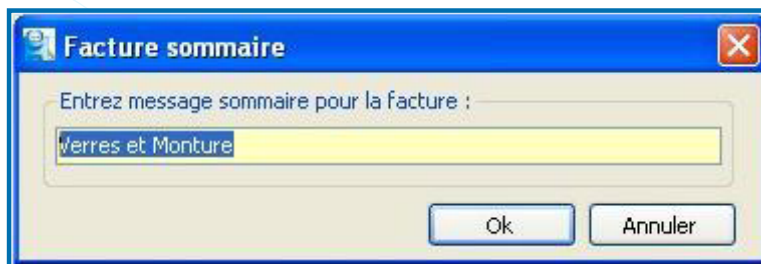 Facture sommaire
Entrez message sommaire pour la facture :
Verres et Monture
Ok Annuler